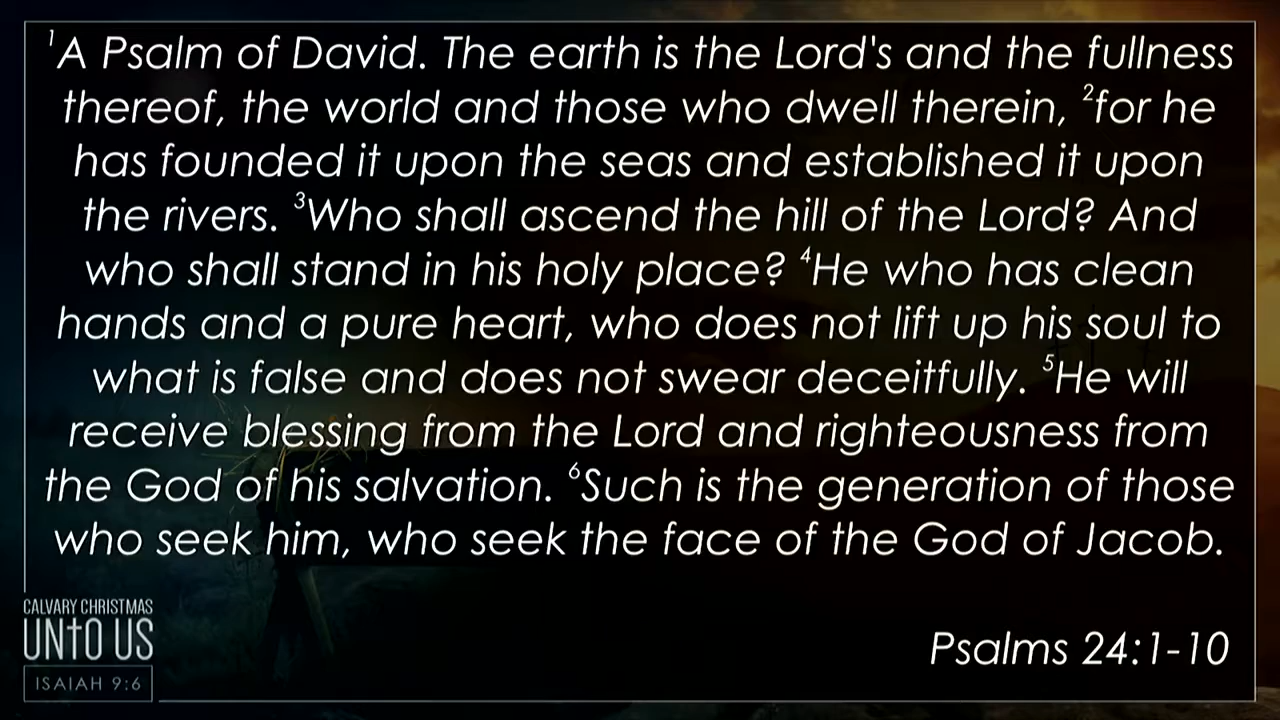 ¹A Psalm of David. The earth is the Lord's and the fullness
thereof, the world and those who dwell therein, ²for he
has founded it upon the seas and established it upon
the rivers. ³Who shall ascend the hill of the Lord? And
who shall stand in his holy place? ⁴He who has clean
hands and a pure heart, who does not lift up his soul to
what is false and does not swear deceitfully. ⁵He will
receive blessing from the Lord and righteousness from
the God of his salvation. ⁶Such is the generation of those
who seek him, who seek the face of the God of Jacob.
Psalms 24:1-10
CALVARY CHRISTMAS
UNTO US
ISAIAH 9:6